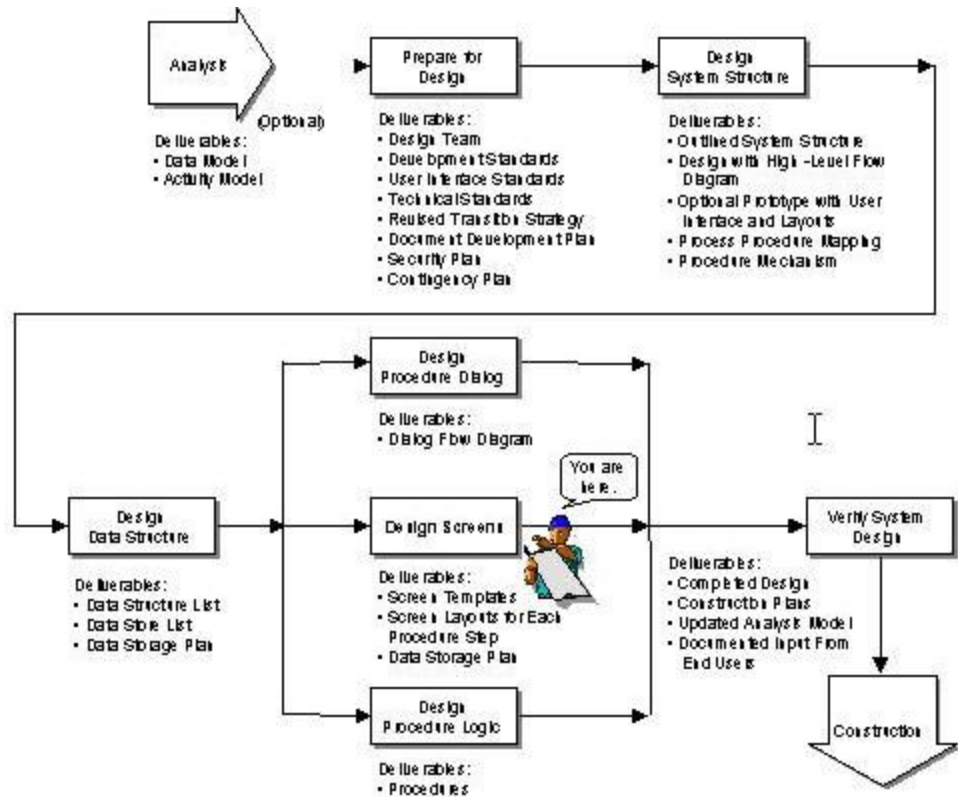 Analysis
(Optional)
Deliverables:
• Data Model
• Activity Model
Prepare for
Design
Deliverables:
• Design Team
• Development Standards
• User Interface Standards
• Technical Standards
• Revised Transition Strategy
• Document Development Plan
• Security Plan
• Contingency Plan
Design
System Structure
Deliverables:
• Outlined System Structure
• Design with High-Level Flow
Diagram
• Optional Prototype with User
Interface and Layouts
• Process Procedure Mapping
• Procedure Mechanism
Design
Data Structure
Deliverables:
• Data Structure List
• Data Store List
• Data Storage Plan
Design
Procedure Dialog
Deliverables:
• Dialog Flow Diagram
You are
here.
Design Screens
Deliverables:
• Screen Templates
• Screen Layouts for Each
Procedure Step
• Data Storage Plan
Design
Procedure Logic
Deliverables:
• Procedures
Verify System
Design
Deliverables:
• Completed Design
• Construction Plans
• Updated Analysis Model
• Documented Input From
End Users
Construction